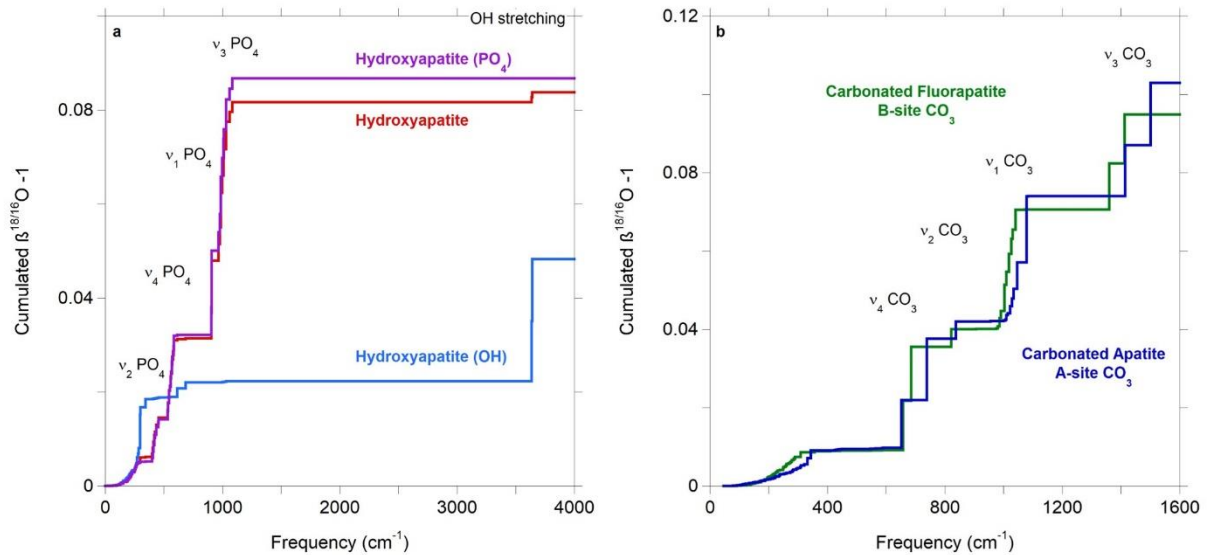 OH stretching
a
ν3 PO4
Hydroxyapatite (PO4)
Hydroxyapatite
ν1 PO4
ν4 PO4
ν2 PO4
Hydroxyapatite (OH)
0.08
0.04
0
Cumulated ß18/16O -1
0 1000 2000 3000 4000
Frequency (cm-1)
0.12
b
ν3 CO3
Carbonated Fluorapatite
B-site CO3
ν1 CO3
ν2 CO3
ν4 CO3
Carbonated Apatite
A-site CO3
0.08
0.04
0
Cumulated ß18/16O -1
0 400 800 1200 1600
Frequency (cm-1)